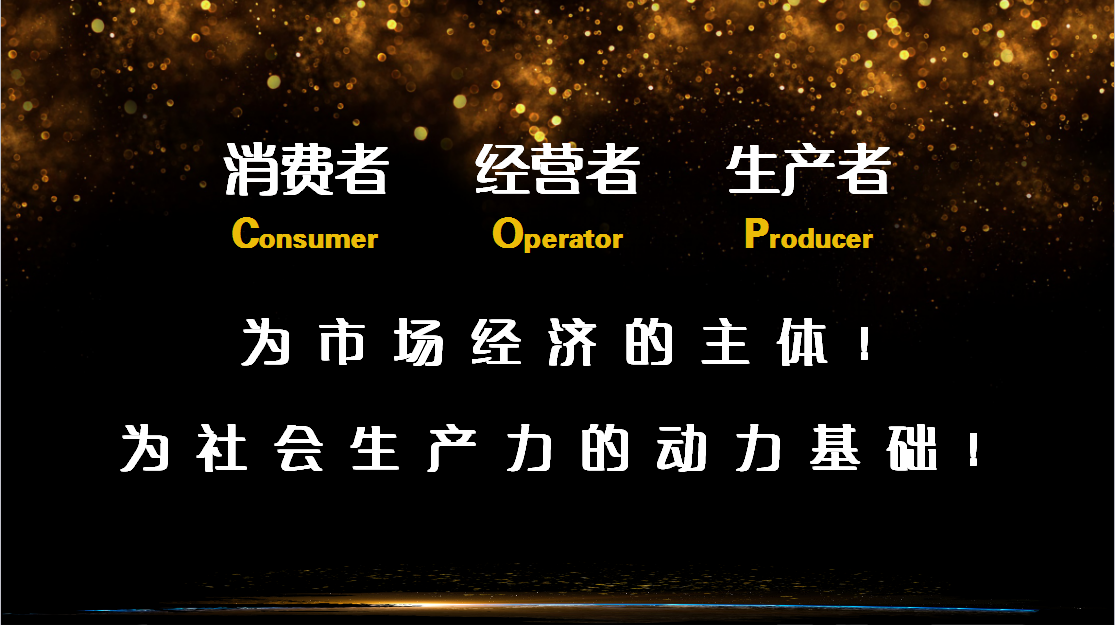 消费者 经营者 生产者
Consumer Operator Producer
为市场经济的主体！
为社会生产力的动力基础！